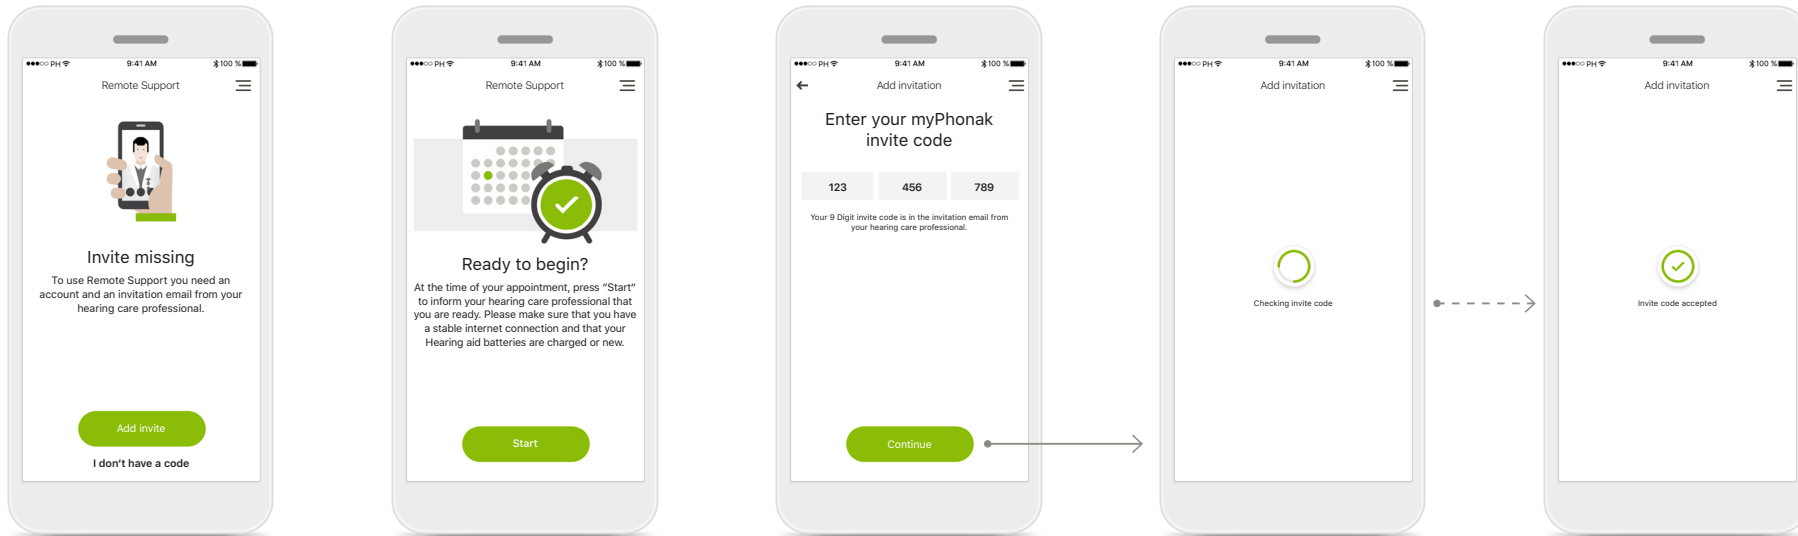 PH 9:41 AM 100 %
Remote Support
Invite missing
To use Remote Support you need an
account and an invitation email from your
hearing care professional.
Add invite
I don't have a code
PH 9:41 AM 100 %
Remote Support
Ready to begin?
At the time of your appointment, press “Start”
to inform your hearing care professional that
you are ready. Please make sure that you have
a stable internet connection and that your
Hearing aid batteries are charged or new.
Start
PH 9:41 AM 100 %
Add invitation
Enter your myPhonak
invite code
123 456 789
Your 9 Digit invite code is in the invitation email from
your hearing care professional.
Continue
PH 9:41 AM 100 %
Add invitation
Checking invite code
PH 9:41 AM 100 %
Add invitation
Invite code accepted